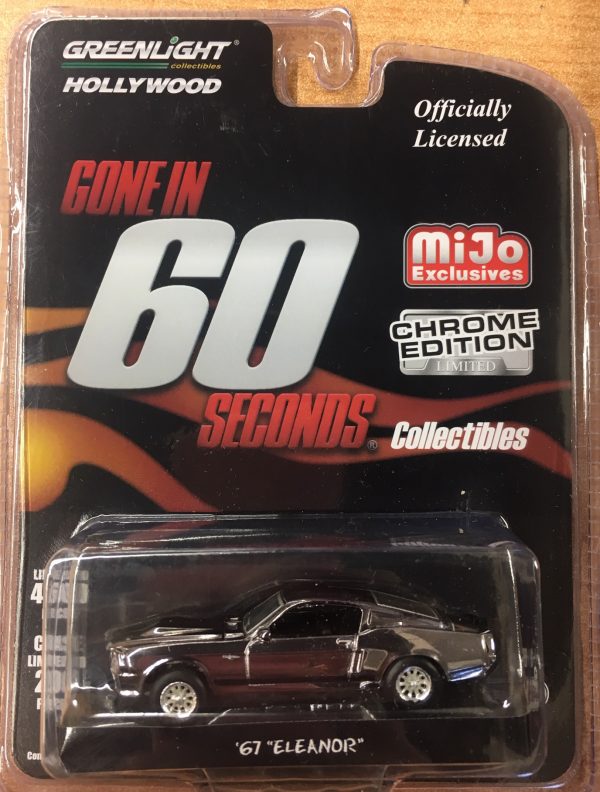 GREENLIGHT®
collectibles
HOLLYWOOD
Officially
Licensed
GONE IN
60
SECONDS®
MiJo
Exclusives
CHROME
EDITION
LIMITED
Collectibles
'67 "ELEANOR"